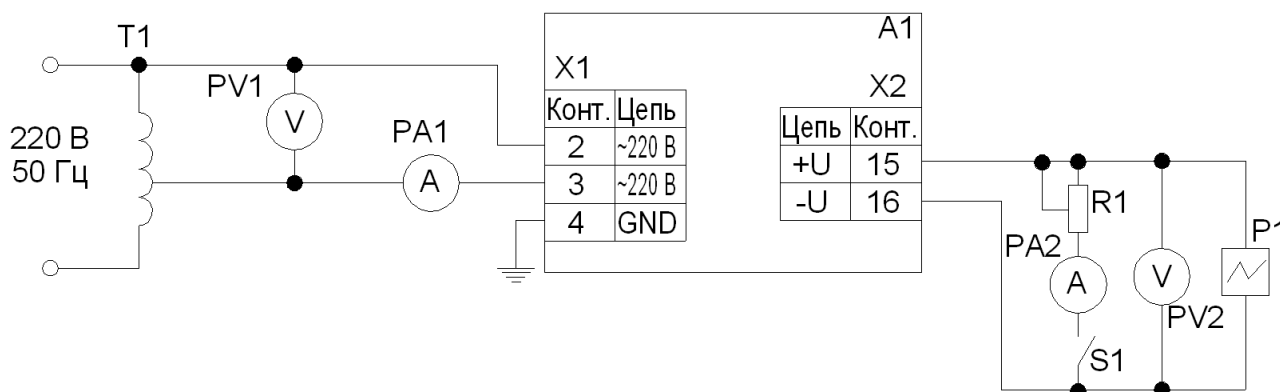 T1
A1
X1
X2
PV1
V
PA1
A
220 В
50 Гц
Конт. Цепь
2 ~220 В
3 ~220 В
4 GND
Цепь Конт.
+U 15
-U 16
R1
PA2
A
V
PV2
P1
S1